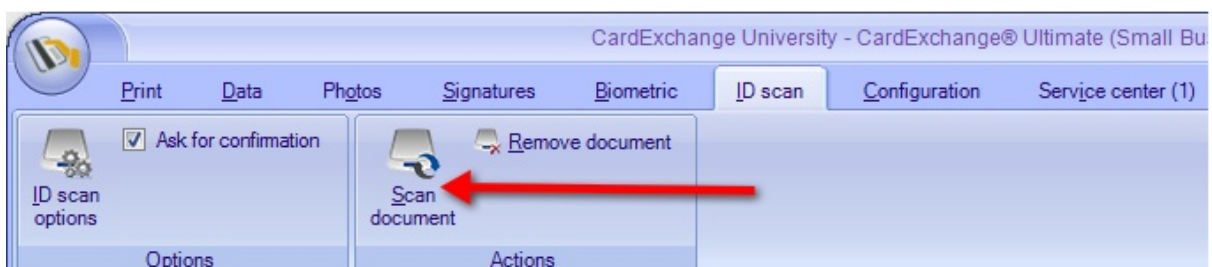 CardExchange University - CardExchange® Ultimate (Small Bu
Print Data Photos Signatures Biometric ID scan Configuration Service center (1)
Ask for confirmation
Remove document
ID scan
options
Scan
document
Options Actions